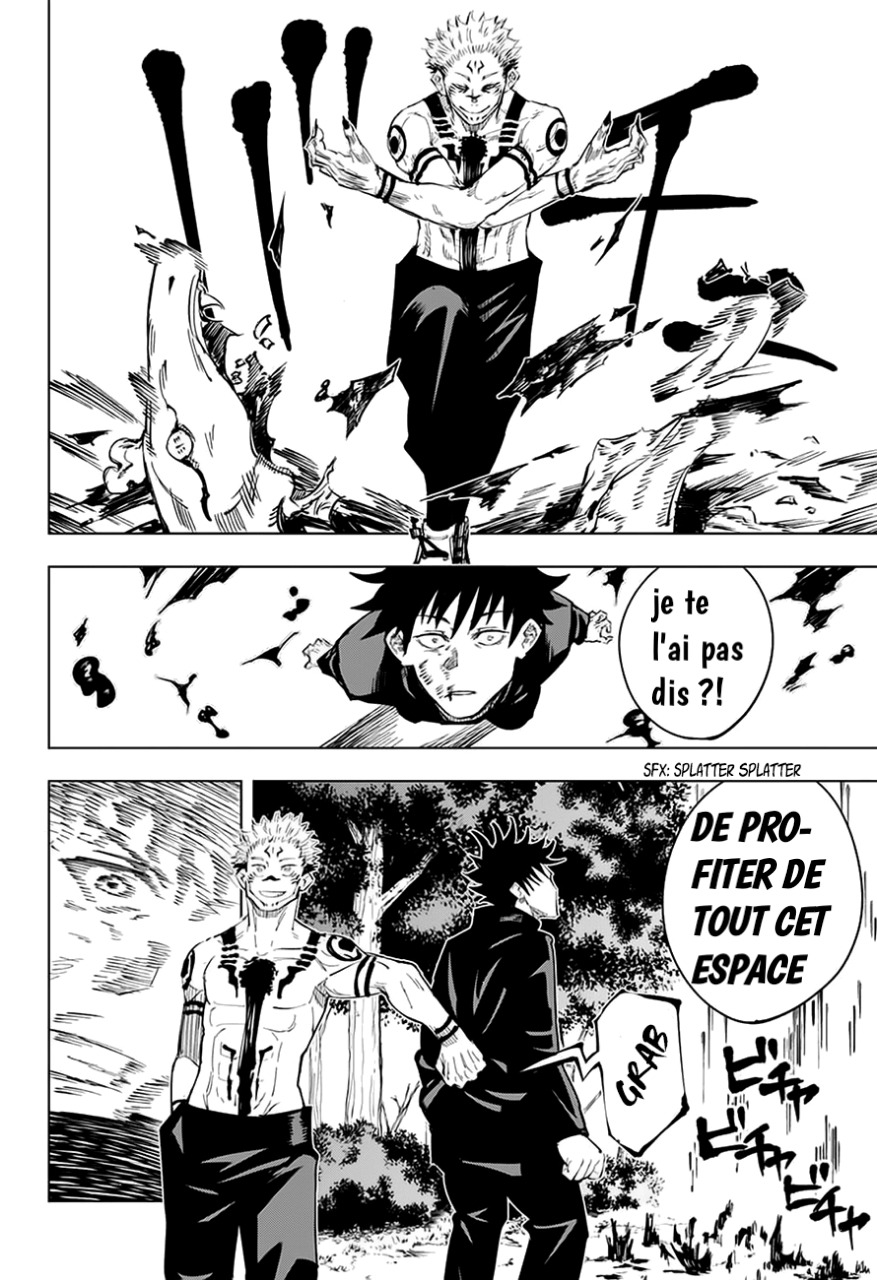 je te
l'ai pas
dis ?!
SFX: SPLATTER SPLATTER
DE PRO-
FITER DE
TOUT CET
ESPACE
GRAB
ビチャ
ビチャ
ビチャ